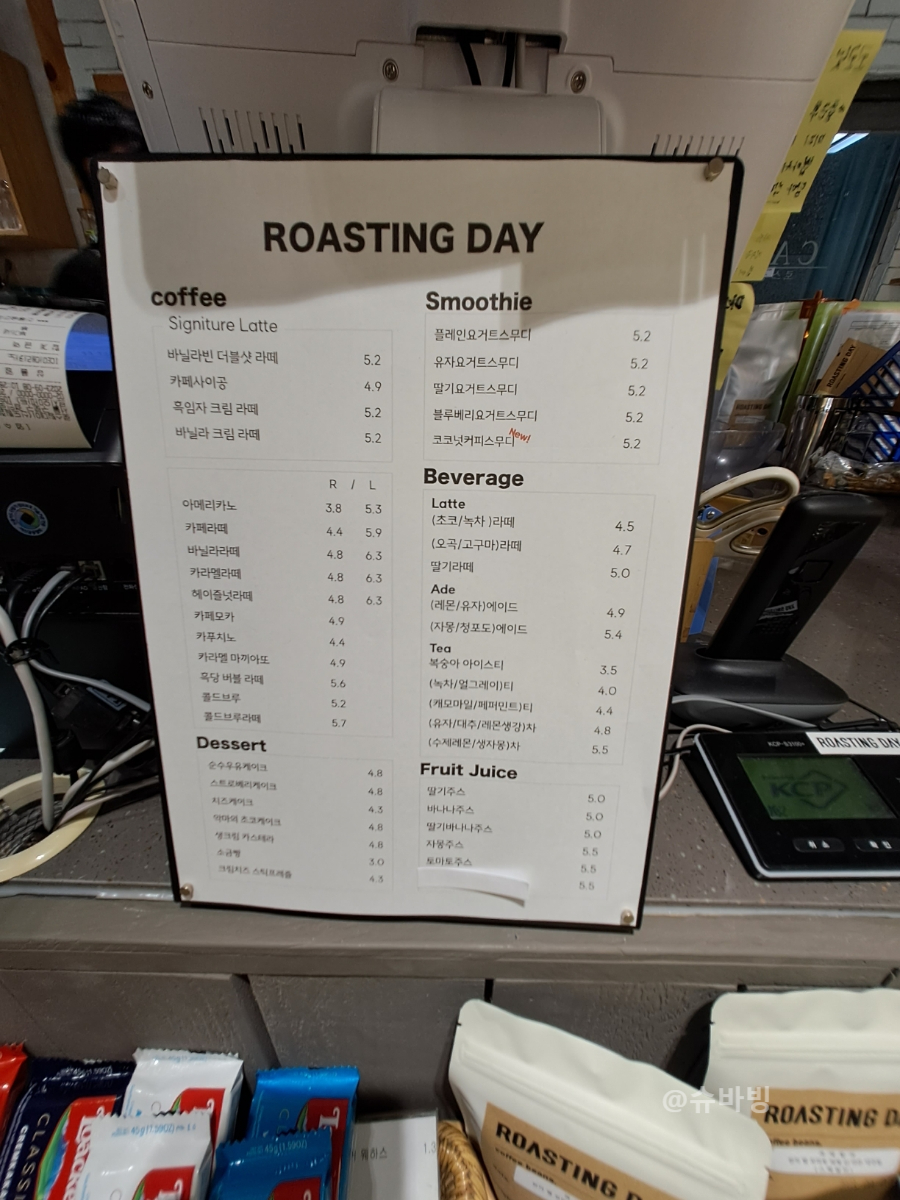 ROASTING DAY
coffee
Signiture Latte
바닐라빈 더블샷 라떼 5.2
카페사이공 4.9
흑임자 크림 라떼 5.2
바닐라 크림 라떼 5.2
R / L
아메리카노 3.8 5.3
카페라떼 4.4 5.9
바닐라라떼 4.8 6.3
카라멜라떼 4.8 6.3
헤이즐넛라떼 4.8 6.3
카페모카 4.9
카푸치노 4.4
카라멜 마끼아또 4.9
흑당 버블 라떼 5.6
콜드브루 5.2
콜드브루라떼 5.7
Dessert
순수우유케이크 4.8
스트로베리케이크 4.8
치즈케이크 4.3
악마의 초코케이크 4.8
생크림 카스테라 4.8
소금빵 3.0
크림치즈 스틱프레즐 4.3
Smoothie
플레인요거트스무디 5.2
유자요거트스무디 5.2
딸기요거트스무디 5.2
블루베리요거트스무디 5.2
코코넛커피스무디 New! 5.2
Beverage
Latte
(초코/녹차 )라떼 4.5
(오곡/고구마)라떼 4.7
딸기라떼 5.0
Ade
(레몬/유자)에이드 4.9
(자몽/청포도)에이드 5.4
Tea
복숭아 아이스티 3.5
(녹차/얼그레이)티 4.0
(캐모마일/페퍼민트)티 4.4
(유자/대추/레몬생강)차 4.8
(수제레몬/생자몽)차 5.5
Fruit Juice
딸기주스 5.0
바나나주스 5.0
딸기바나나주스 5.0
자몽주스 5.5
토마토주스 5.5
5.5
ROASTING DAY
KCP
ROASTING DAY
@슈바빙
ROASTING DAY
coffee beans
ROASTING D
coffee beans